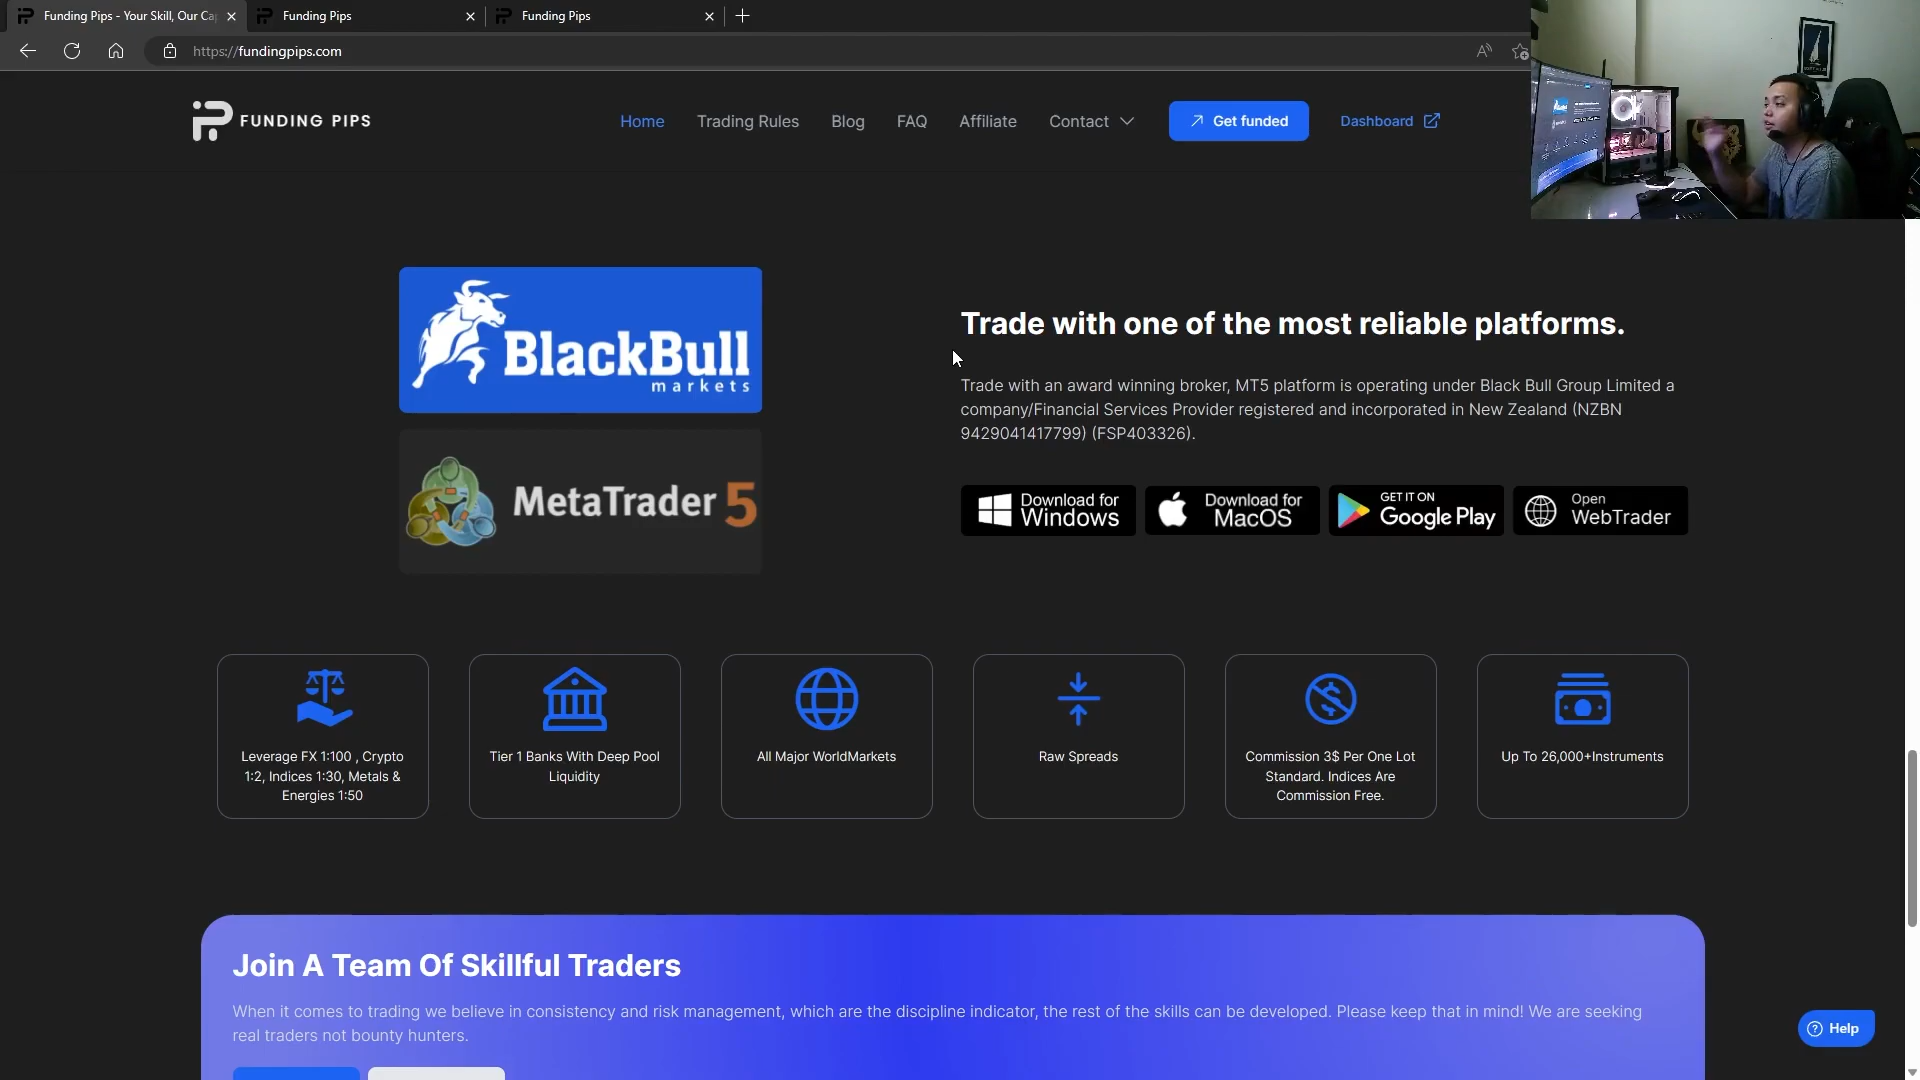 Funding Pips - Your Skill, Our Ca
Funding Pips
Funding Pips
https://fundingpips.com
FUNDING PIPS
Home
Trading Rules
Blog
FAQ
Affiliate
Contact
Get funded
Dashboard
BlackBull
markets
MetaTrader 5
Trade with one of the most reliable platforms.
Trade with an award winning broker, MT5 platform is operating under Black Bull Group Limited a
company/Financial Services Provider registered and incorporated in New Zealand (NZBN
9429041417799) (FSP403326).
Download for
Windows
Download for
MacOS
GET IT ON
Google Play
Open
WebTrader
Leverage FX 1:100 , Crypto
1:2, Indices 1:30, Metals &
Energies 1:50
Tier 1 Banks With Deep Pool
Liquidity
All Major WorldMarkets
Raw Spreads
Commission 3$ Per One Lot
Standard. Indices Are
Commission Free.
Up To 26,000+Instruments
Join A Team Of Skillful Traders
When it comes to trading we believe in consistency and risk management, which are the discipline indicator, the rest of the skills can be developed. Please keep that in mind! We are seeking
real traders not bounty hunters.
Help